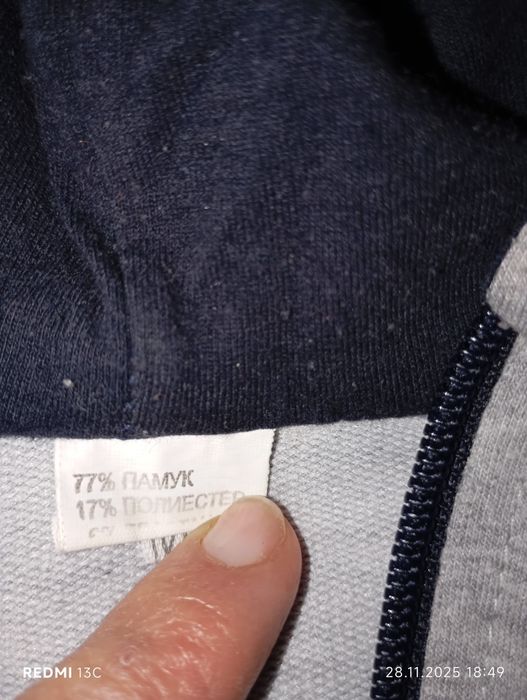 77% ПАМУК
17% ПОЛИЕСТЕР
REDMI 13C
28.11.2025 18:49